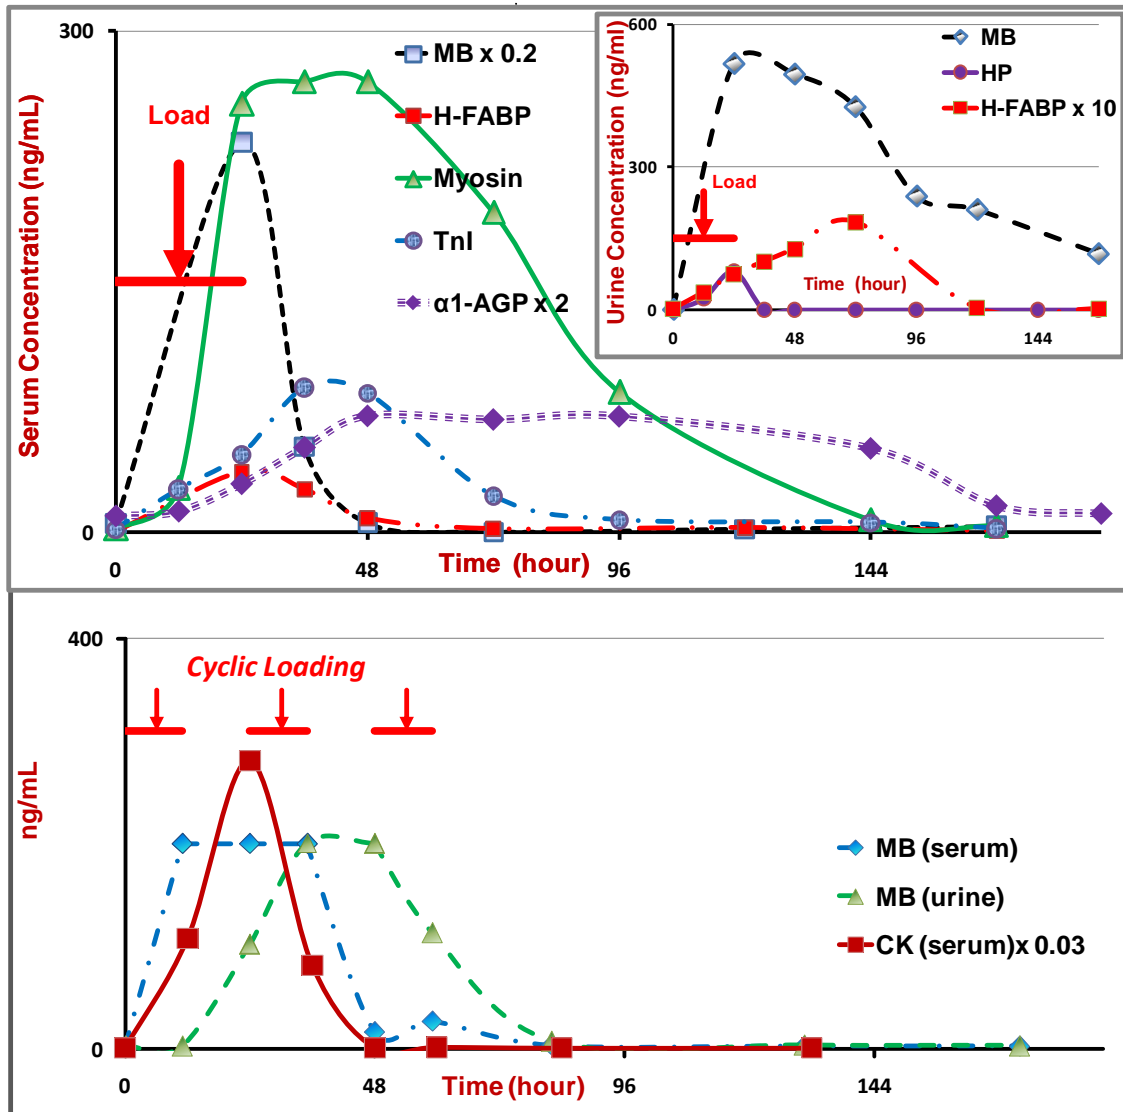 300
Serum Concentration (ng/mL)
Load
MB x 0.2
H-FABP
Myosin
TnI
α1-AGP x 2
0
0
48
96
144
Time (hour)
600
Urine Concentration (ng/ml)
300
0
Load
MB
HP
H-FABP x 10
Time (hour)
0
48
96
144
400
Cyclic Loading
ng/mL
MB (serum)
MB (urine)
CK (serum)x 0.03
0
0
48
96
144
Time (hour)